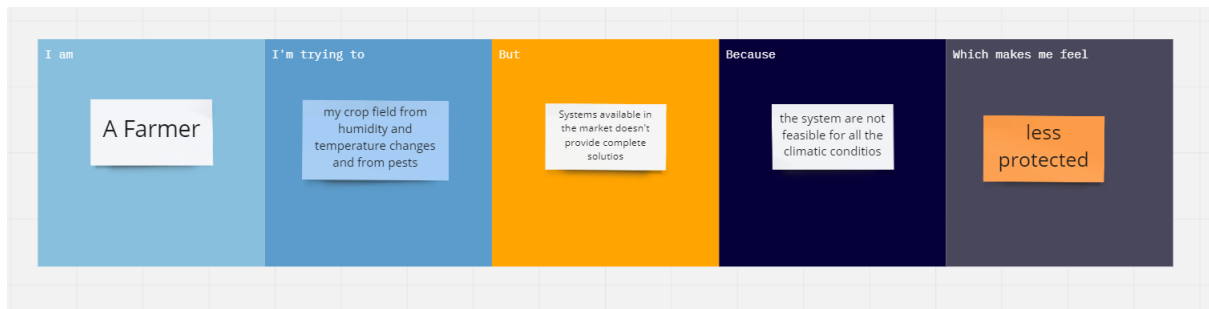 I am
A Farmer
I'm trying to
my crop field from
humidity and
temperature changes
and from pests
But
Systems available in
the market doesn't
provide complete
solutios
Because
the system are not
feasible for all the
climatic conditios
Which makes me feel
less
protected